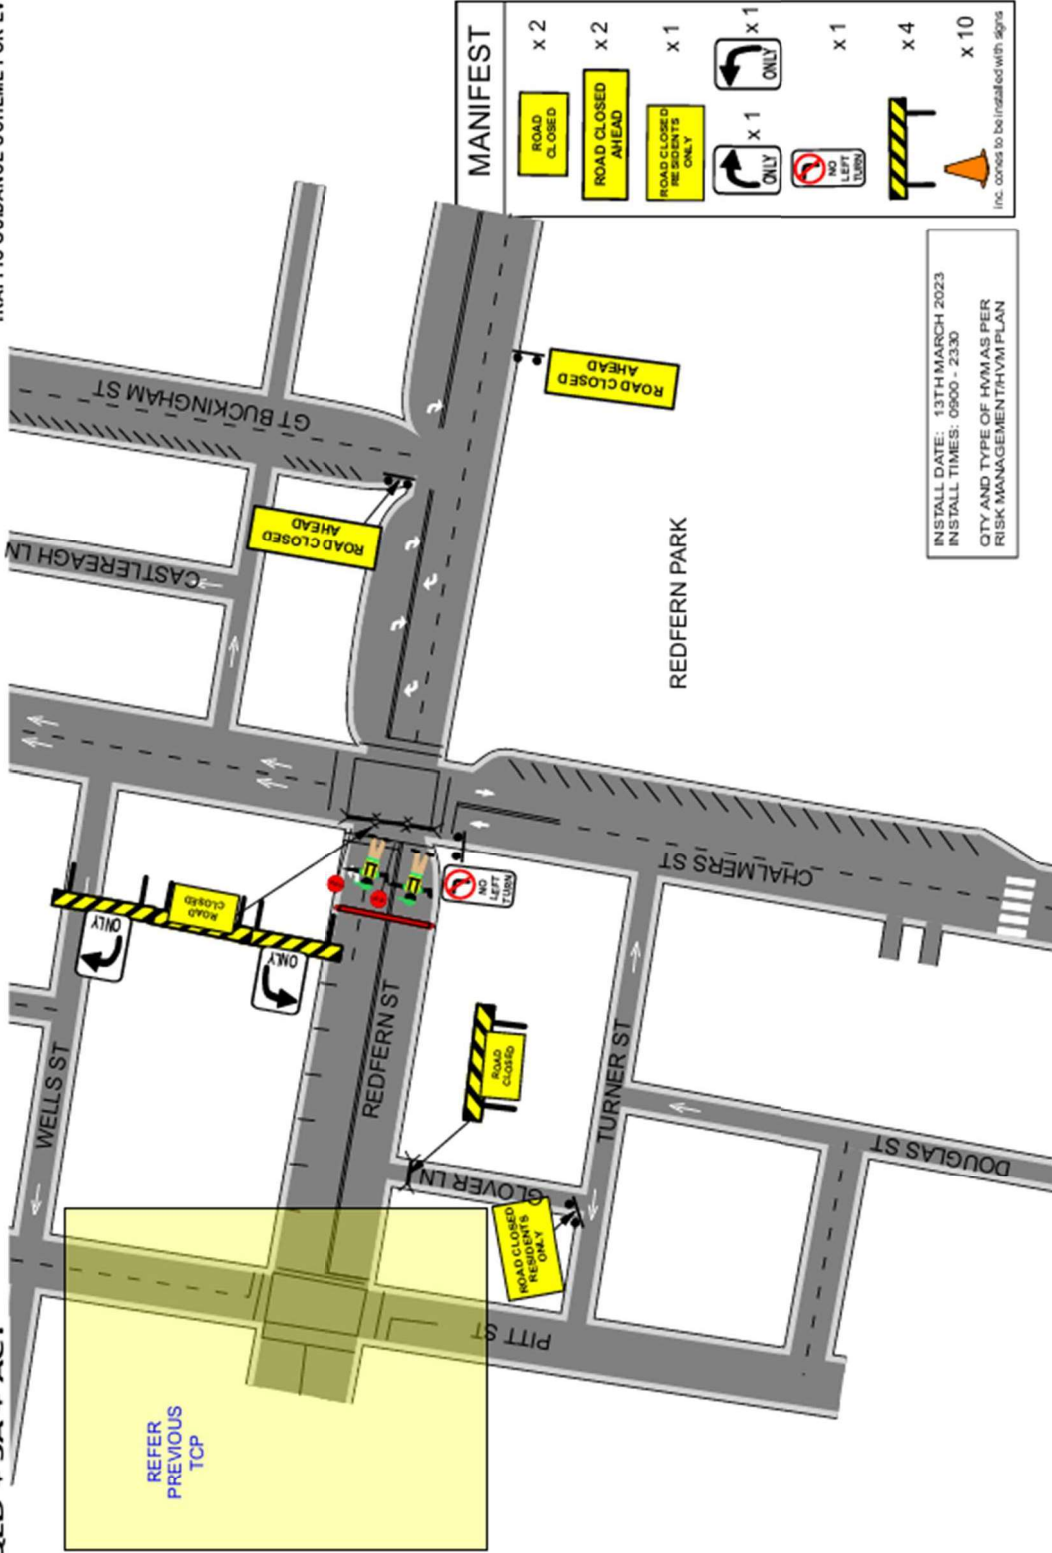 MANIFEST
ROAD
CLOSED
x 2
ROAD CLOSED
AHEAD
x 2
ROAD CLOSED
RESIDENTS
ONLY
x 1
ONLY
x 1
ONLY
x 1
NO
LEFT
TURN
x 1
x 4
x 10
inc. cones to be installed with signs
INSTALL DATE: 13TH MARCH 2023
INSTALL TIMES: 0900 - 2330
QTY AND TYPE OF HVM AS PER
RISK MANAGEMENT/HVM PLAN
GT BUCKINGHAM ST
CASTLEREAGH LN
ROAD CLOSED
AHEAD
ROAD CLOSED
AHEAD
REDFERN PARK
ONLY
ROAD
CLOSED
ONLY
NO
LEFT
TURN
CHALMERS ST
WELLS ST
REDFERN ST
ROAD
CLOSED
TURNER ST
GLOVER LN
DOUGLAS ST
ROAD CLOSED
RESIDENTS
ONLY
PITT ST
REFER
PREVIOUS
TCP